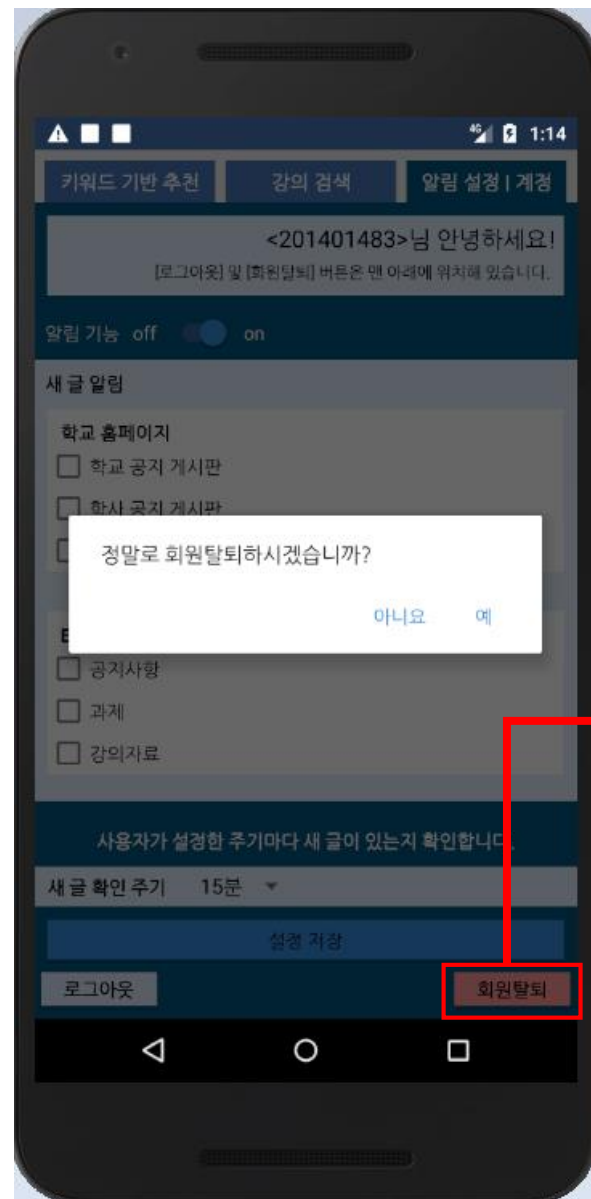 4G 1:14
키워드 기반 추천 강의 검색 알림 설정 | 계정
<201401483>님 안녕하세요!
[로그아웃] 및 [회원탈퇴] 버튼은 맨 아래에 위치해 있습니다.
알림 기능 off on
새 글 알림
학교 홈페이지
학교 공지 게시판
학사 공지 게시판
정말로 회원탈퇴하시겠습니까?
아니요 예
공지사항
과제
강의자료
사용자가 설정한 주기마다 새 글이 있는지 확인합니다.
새 글 확인 주기 15분
설정 저장
로그아웃 회원탈퇴